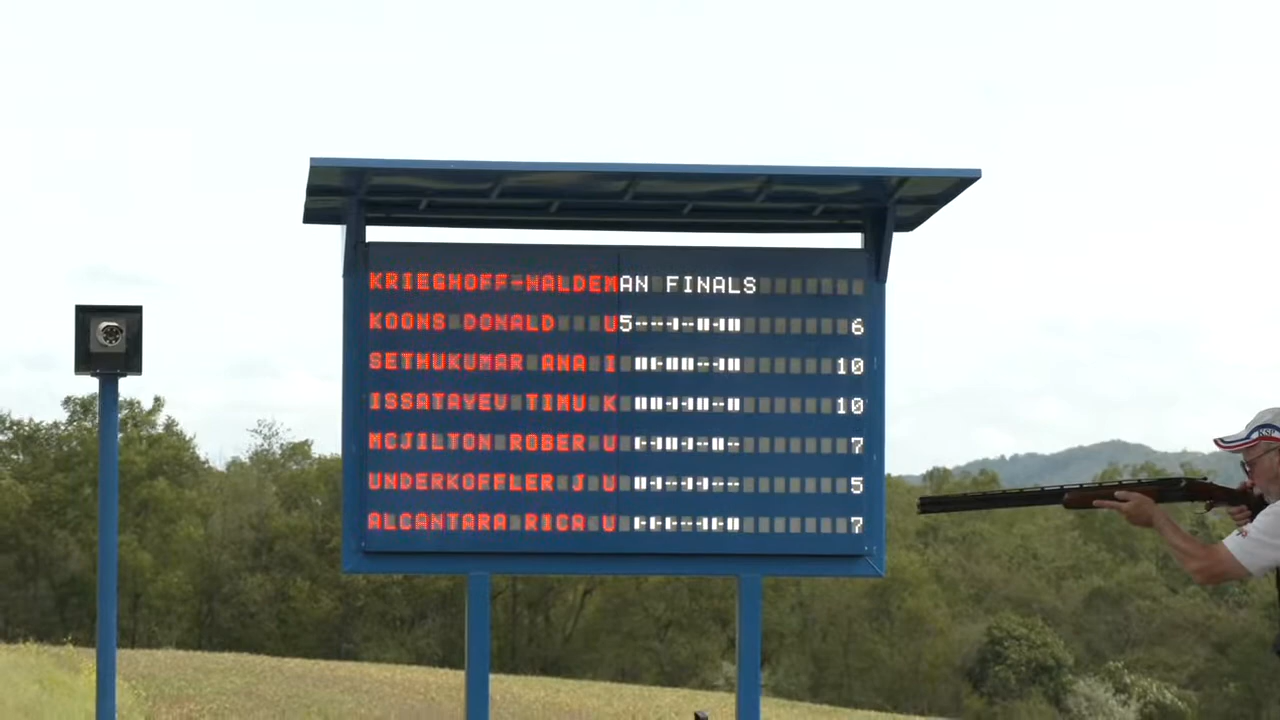 KRIEGHOFF-HALDEMAN FINALS
KOONS DONALD U5 6
SETHUKUMAR ANA I 10
ISSATAYEV TIMU K 10
MCJILTON ROBER U 7
UNDERKOFFLER J U 5
ALCANTARA RICA U 7